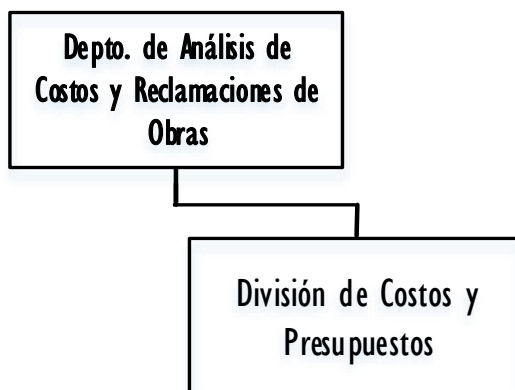 Depto. de Análisis de
Costos y Reclamaciones de
Obras
División de Costos y
Presupuestos